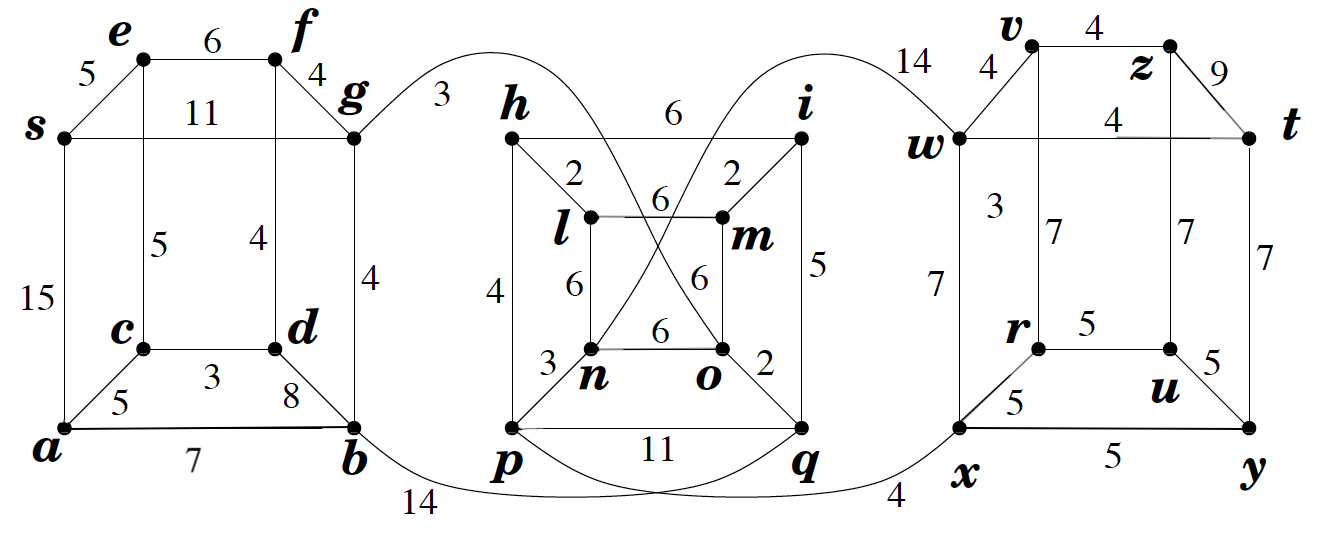 e 6 f v 4 z
5 4 3 14 4 9
s 11 g h 6 i w 4 t
2 6 2
l m
15 5 4 4 4 6 6 5 7 3 7 7 7
c d r 5 u
5 3 8 3 n 6 o 2 5 5
a 7 b p 11 q x 5 y
14 4